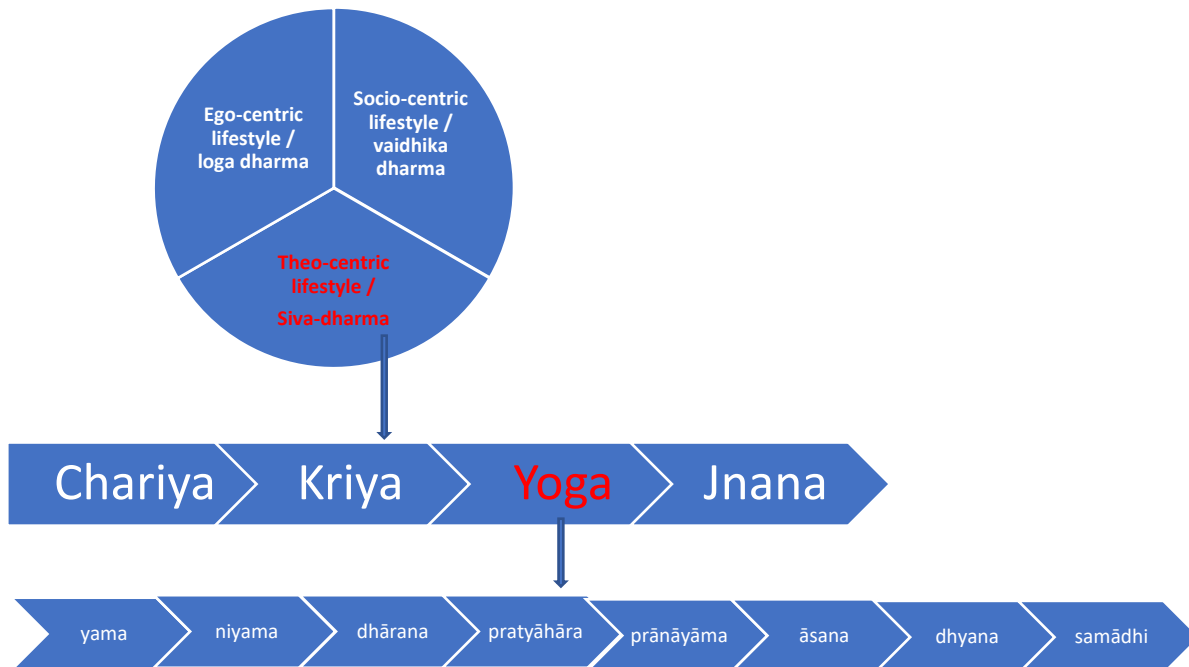 Ego-centric
lifestyle /
loga dharma
Socio-centric
lifestyle /
vaidhika
dharma
Theo-centric
lifestyle /
Siva-dharma
Chariya
Kriya
Yoga
Jnana
yama
niyama
dhārana
pratyāhāra
prānāyāma
āsana
dhyana
samādhi